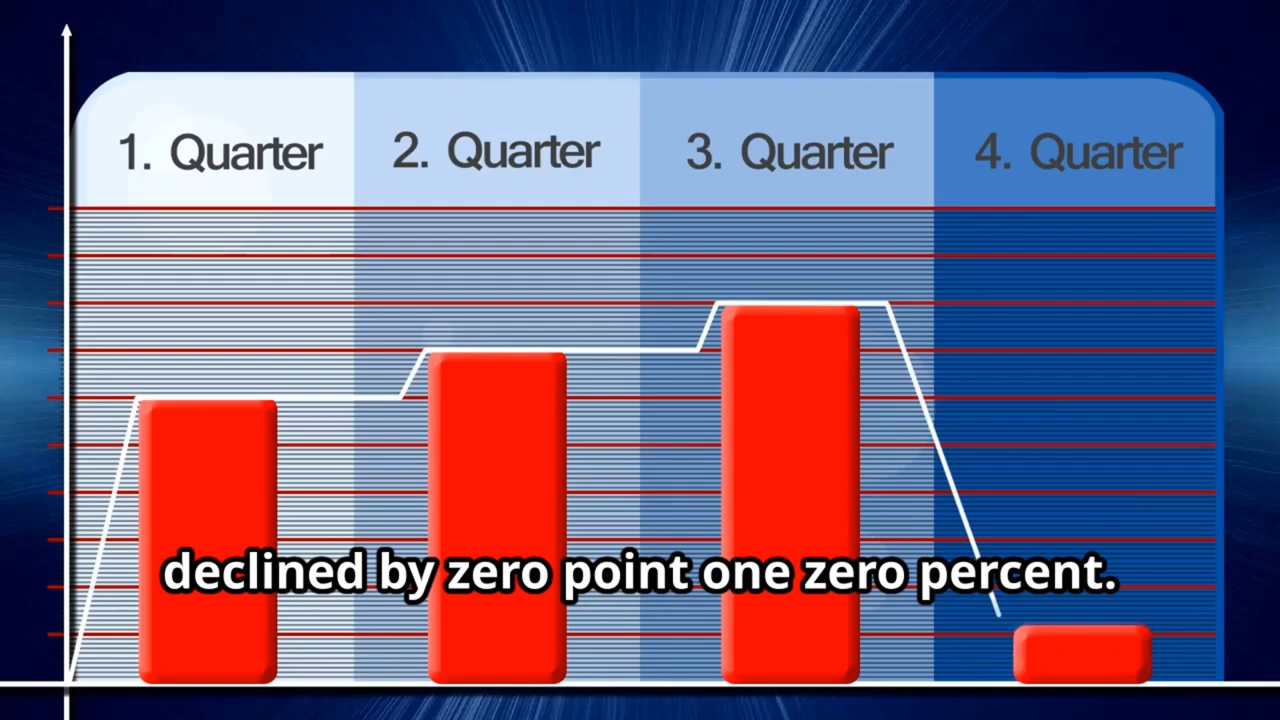 1. Quarter 2. Quarter 3. Quarter 4. Quarter
declined by zero point one zero percent.